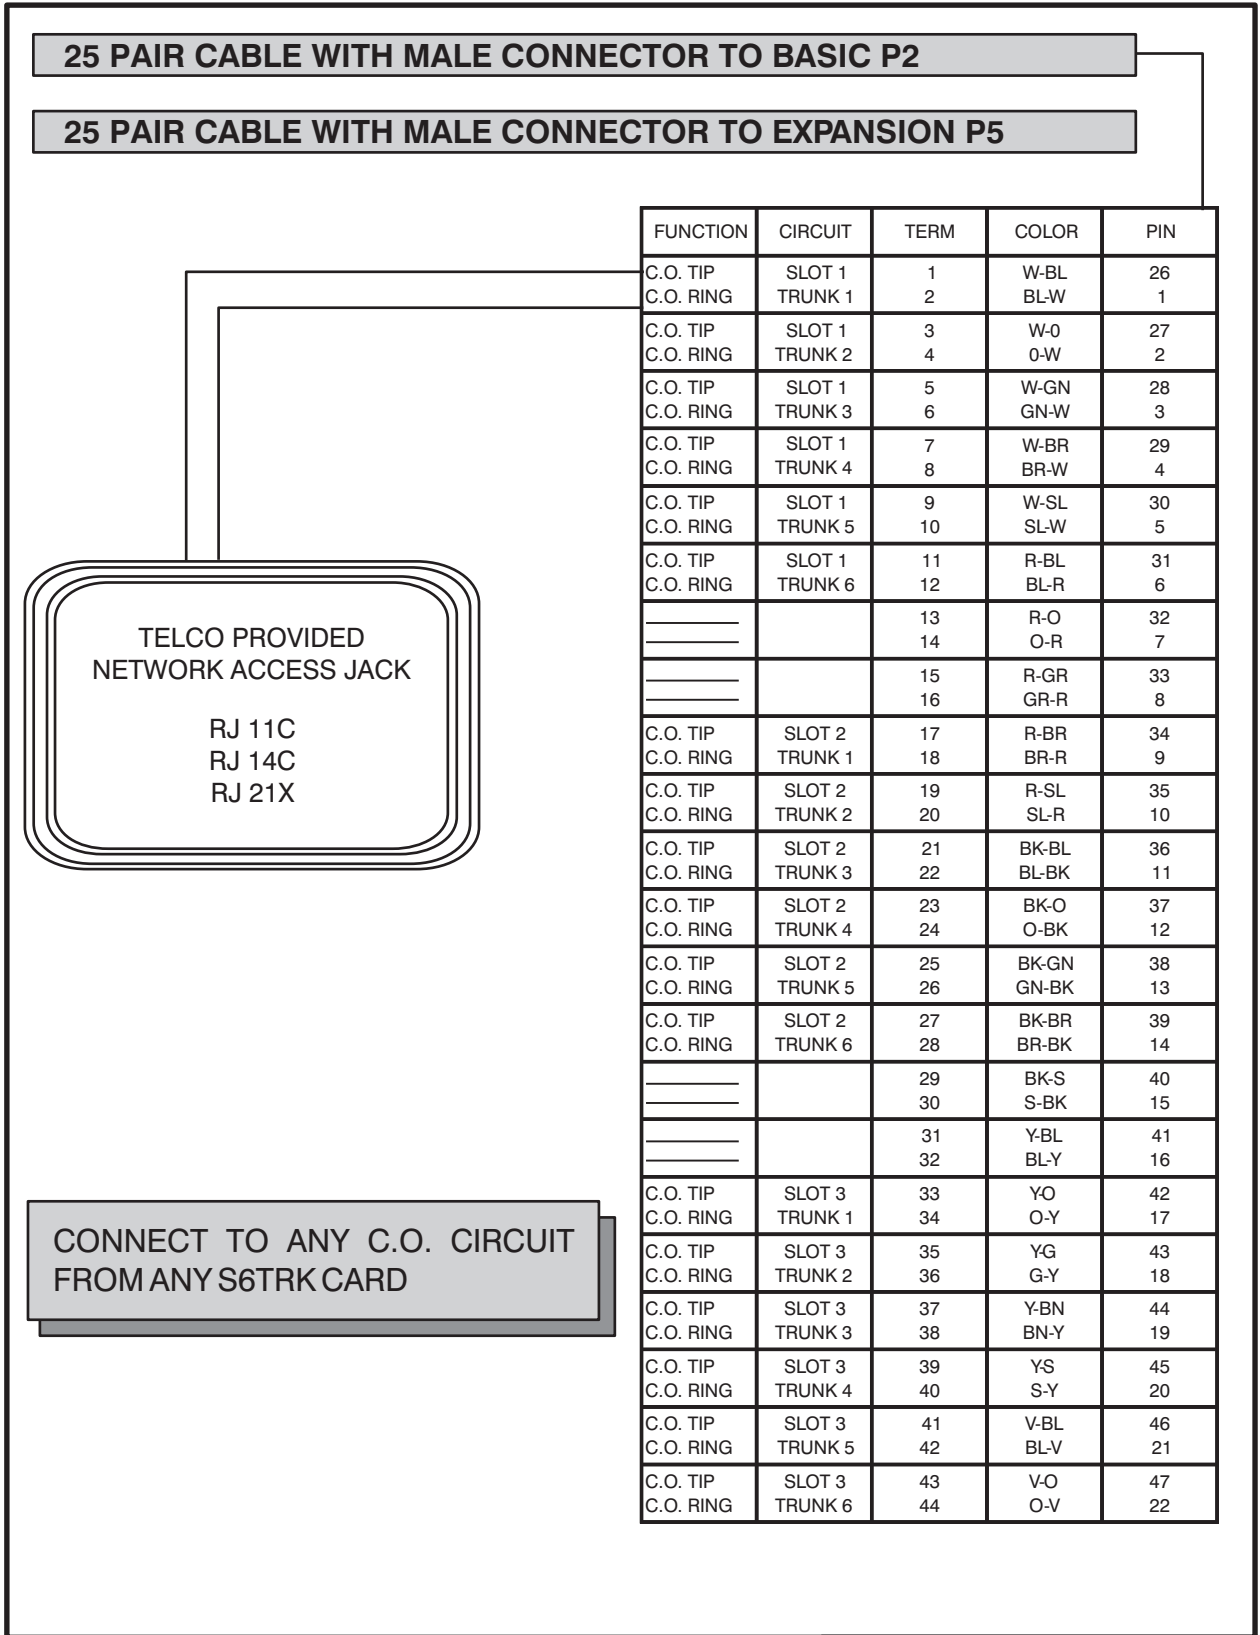 25 PAIR CABLE WITH MALE CONNECTOR TO BASIC P2
25 PAIR CABLE WITH MALE CONNECTOR TO EXPANSION P5
FUNCTION CIRCUIT TERM COLOR PIN
C.O. TIP SLOT 1 1 W-BL 26
C.O. RING TRUNK 1 2 BL-W 1
C.O. TIP SLOT 1 3 W-0 27
C.O. RING TRUNK 2 4 0-W 2
C.O. TIP SLOT 1 5 W-GN 28
C.O. RING TRUNK 3 6 GN-W 3
C.O. TIP SLOT 1 7 W-BR 29
C.O. RING TRUNK 4 8 BR-W 4
C.O. TIP SLOT 1 9 W-SL 30
C.O. RING TRUNK 5 10 SL-W 5
C.O. TIP SLOT 1 11 R-BL 31
C.O. RING TRUNK 6 12 BL-R 6
13 R-O 32
14 O-R 7
15 R-GR 33
16 GR-R 8
C.O. TIP SLOT 2 17 R-BR 34
C.O. RING TRUNK 1 18 BR-R 9
C.O. TIP SLOT 2 19 R-SL 35
C.O. RING TRUNK 2 20 SL-R 10
C.O. TIP SLOT 2 21 BK-BL 36
C.O. RING TRUNK 3 22 BL-BK 11
C.O. TIP SLOT 2 23 BK-O 37
C.O. RING TRUNK 4 24 O-BK 12
C.O. TIP SLOT 2 25 BK-GN 38
C.O. RING TRUNK 5 26 GN-BK 13
C.O. TIP SLOT 2 27 BK-BR 39
C.O. RING TRUNK 6 28 BR-BK 14
29 BK-S 40
30 S-BK 15
31 Y-BL 41
32 BL-Y 16
C.O. TIP SLOT 3 33 Y-O 42
C.O. RING TRUNK 1 34 O-Y 17
C.O. TIP SLOT 3 35 Y-G 43
C.O. RING TRUNK 2 36 G-Y 18
C.O. TIP SLOT 3 37 Y-BN 44
C.O. RING TRUNK 3 38 BN-Y 19
C.O. TIP SLOT 3 39 Y-S 45
C.O. RING TRUNK 4 40 S-Y 20
C.O. TIP SLOT 3 41 V-BL 46
C.O. RING TRUNK 5 42 BL-V 21
C.O. TIP SLOT 3 43 V-O 47
C.O. RING TRUNK 6 44 O-V 22
TELCO PROVIDED
NETWORK ACCESS JACK
RJ 11C
RJ 14C
RJ 21X
CONNECT TO ANY C.O. CIRCUIT
FROM ANY S6TRK CARD